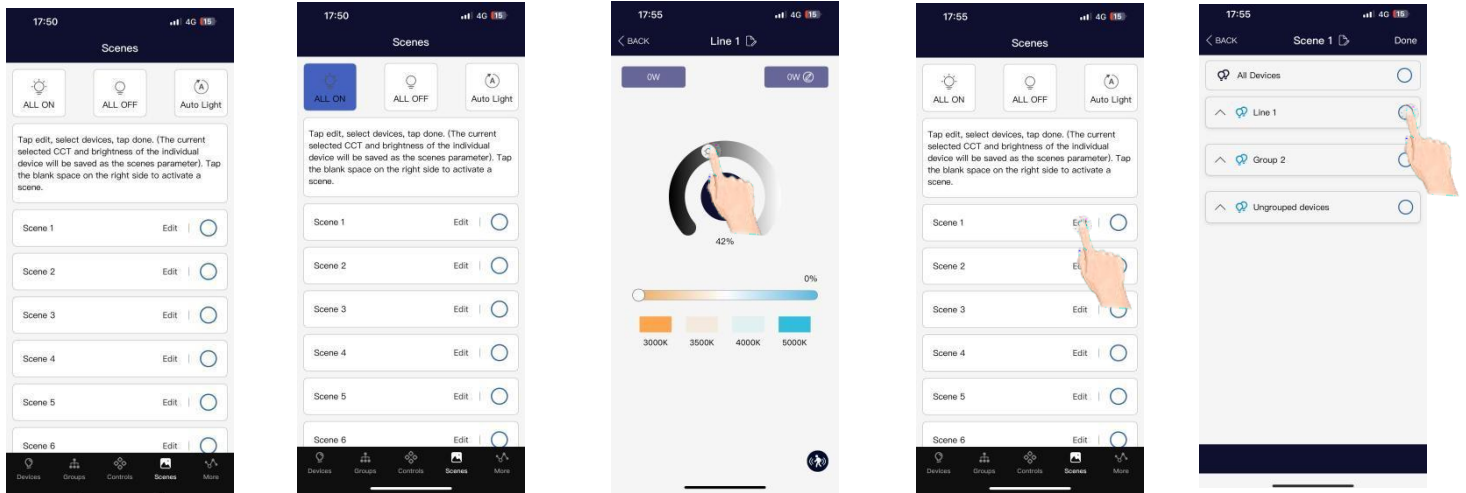 17:50
4G 15
Scenes
ALL ON
ALL OFF
Auto Light
Tap edit, select devices, tap done. (The current
selected CCT and brightness of the individual
device will be saved as the scenes parameter). Tap
the blank space on the right side to activate a
scene.
Scene 1 Edit
Scene 2 Edit
Scene 3 Edit
Scene 4 Edit
Scene 5 Edit
Scene 6 Edit
Devices Groups Controls Scenes More
17:50
4G 15
Scenes
ALL ON
ALL OFF
Auto Light
Tap edit, select devices, tap done. (The current
selected CCT and brightness of the individual
device will be saved as the scenes parameter). Tap
the blank space on the right side to activate a
scene.
Scene 1 Edit
Scene 2 Edit
Scene 3 Edit
Scene 4 Edit
Scene 5 Edit
Scene 6 Edit
Devices Groups Controls Scenes More
17:55
4G 15
BACK Line 1
0W
0W
42%
0%
3000K 3500K 4000K 5000K
17:55
4G 15
Scenes
ALL ON
ALL OFF
Auto Light
Tap edit, select devices, tap done. (The current
selected CCT and brightness of the individual
device will be saved as the scenes parameter). Tap
the blank space on the right side to activate a
scene.
Scene 1
Scene 2
Scene 3 Edit
Scene 4 Edit
Scene 5 Edit
Scene 6 Edit
Devices Groups Controls Scenes More
17:55
4G 15
BACK Scene 1 Done
All Devices
Line 1
Group 2
Ungrouped devices